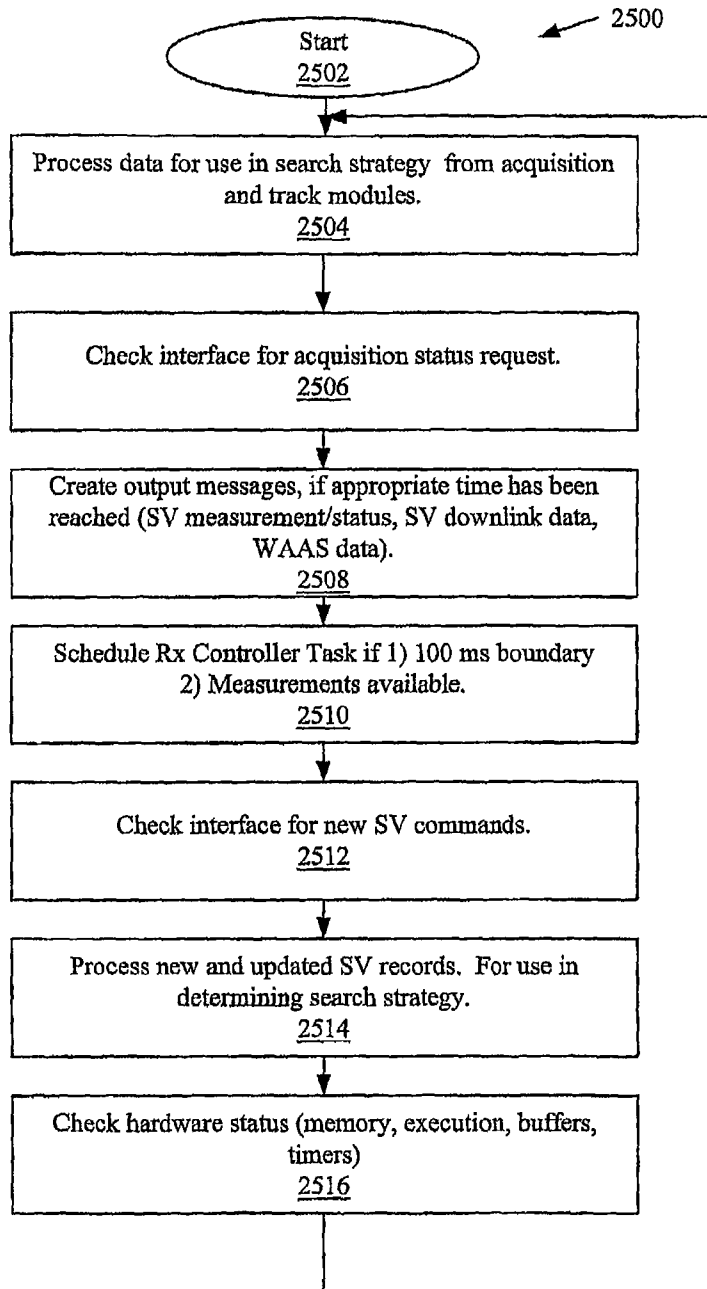 2500
Start
2502
Process data for use in search strategy from acquisition
and track modules.
2504
Check interface for acquisition status request.
2506
Create output messages, if appropriate time has been
reached (SV measurement/status, SV downlink data,
WAAS data).
2508
Schedule Rx Controller Task if 1) 100 ms boundary
2) Measurements available.
2510
Check interface for new SV commands.
2512
Process new and updated SV records. For use in
determining search strategy.
2514
Check hardware status (memory, execution, buffers,
timers)
2516